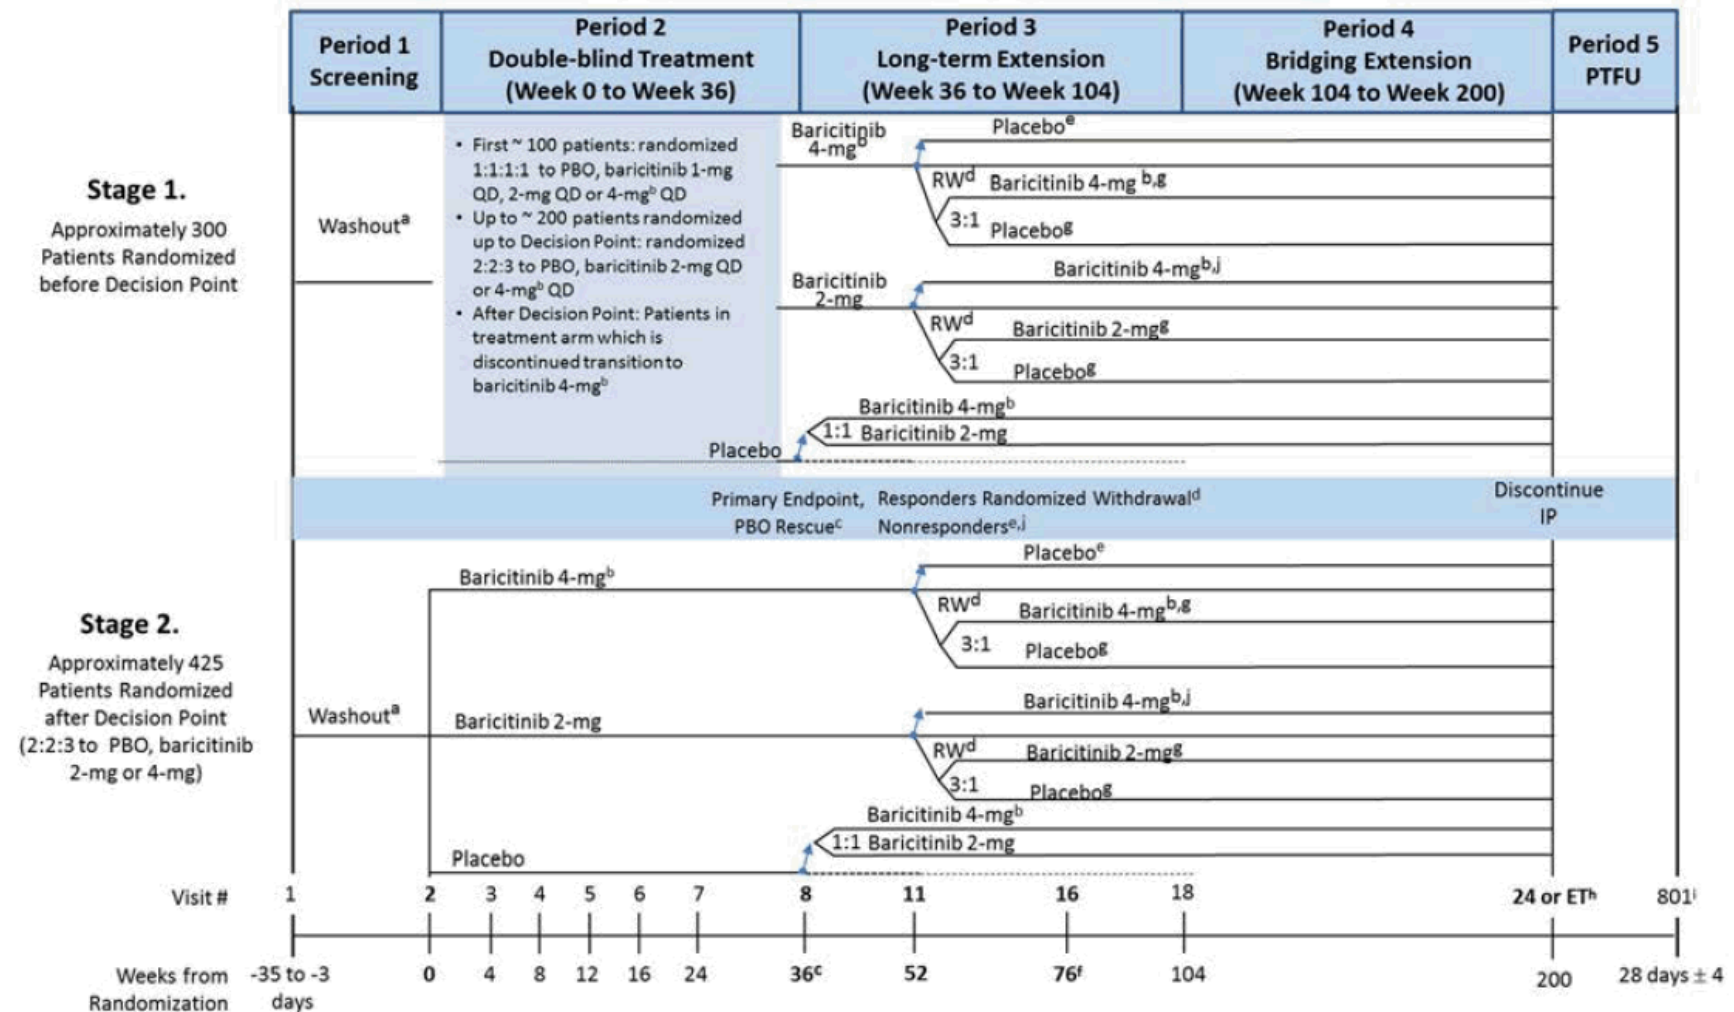 Period 1
Screening
Period 2
Double-blind Treatment
(Week 0 to Week 36)
Period 3
Long-term Extension
(Week 36 to Week 104)
Period 4
Bridging Extension
(Week 104 to Week 200)
Period 5
PTFU
Stage 1.
Approximately 300
Patients Randomized
before Decision Point
Washoutᵃ
• First ~ 100 patients: randomized
1:1:1:1 to PBO, baricitinib 1-mg
QD, 2-mg QD or 4-mgᵇ QD
• Up to ~ 200 patients randomized
up to Decision Point: randomized
2:2:3 to PBO, baricitinib 2-mg QD
or 4-mgᵇ QD
• After Decision Point: Patients in
treatment arm which is
discontinued transition to
baricitinib 4-mgᵇ
Baricitinib
4-mgᵇ
Placeboᵉ
RWᵈ
Baricitinib 4-mg ᵇ,ᵍ
3:1
Placeboᵍ
Baricitinib
2-mg
Baricitinib 4-mgᵇ,ʲ
RWᵈ
Baricitinib 2-mgᵍ
3:1
Placeboᵍ
Baricitinib 4-mgᵇ
1:1 Baricitinib 2-mg
Placebo
Primary Endpoint,
PBO Rescueᶜ
Responders Randomized Withdrawalᵈ
Nonrespondersᵉ,ʲ
Discontinue
IP
Stage 2.
Approximately 425
Patients Randomized
after Decision Point
(2:2:3 to PBO, baricitinib
2-mg or 4-mg)
Washoutᵃ
Baricitinib 4-mgᵇ
Placeboᵉ
RWᵈ
Baricitinib 4-mgᵇ,ᵍ
3:1
Placeboᵍ
Baricitinib 2-mg
Baricitinib 4-mgᵇ,ʲ
RWᵈ
Baricitinib 2-mgᵍ
3:1
Placeboᵍ
Baricitinib 4-mgᵇ
1:1 Baricitinib 2-mg
Placebo
Visit # 1 2 3 4 5 6 7 8 11 16 18 24 or ETʰ 801ⁱ
Weeks from
Randomization
-35 to -3
days
0 4 8 12 16 24 36ᶜ 52 76ᶠ 104 200 28 days ± 4